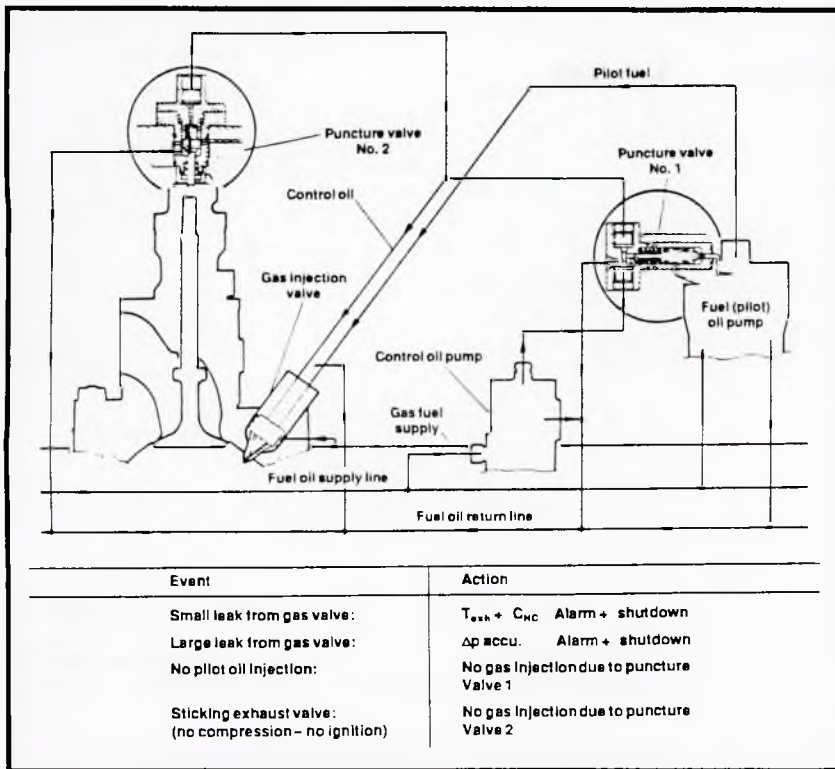 Pilot fuel
Puncture valve
No. 2
Puncture valve
No. 1
Control oil
Gas injection
valve
Fuel (pilot)
oil pump
Control oil pump
Gas fuel
supply
Fuel oil supply line
Fuel oil return line
Event Action
Small leak from gas valve: Texh + CHC Alarm + shutdown
Large leak from gas valve: Δp accu. Alarm + shutdown
No pilot oil injection: No gas injection due to puncture
Valve 1
Sticking exhaust valve: No gas injection due to puncture
(no compression – no ignition) Valve 2